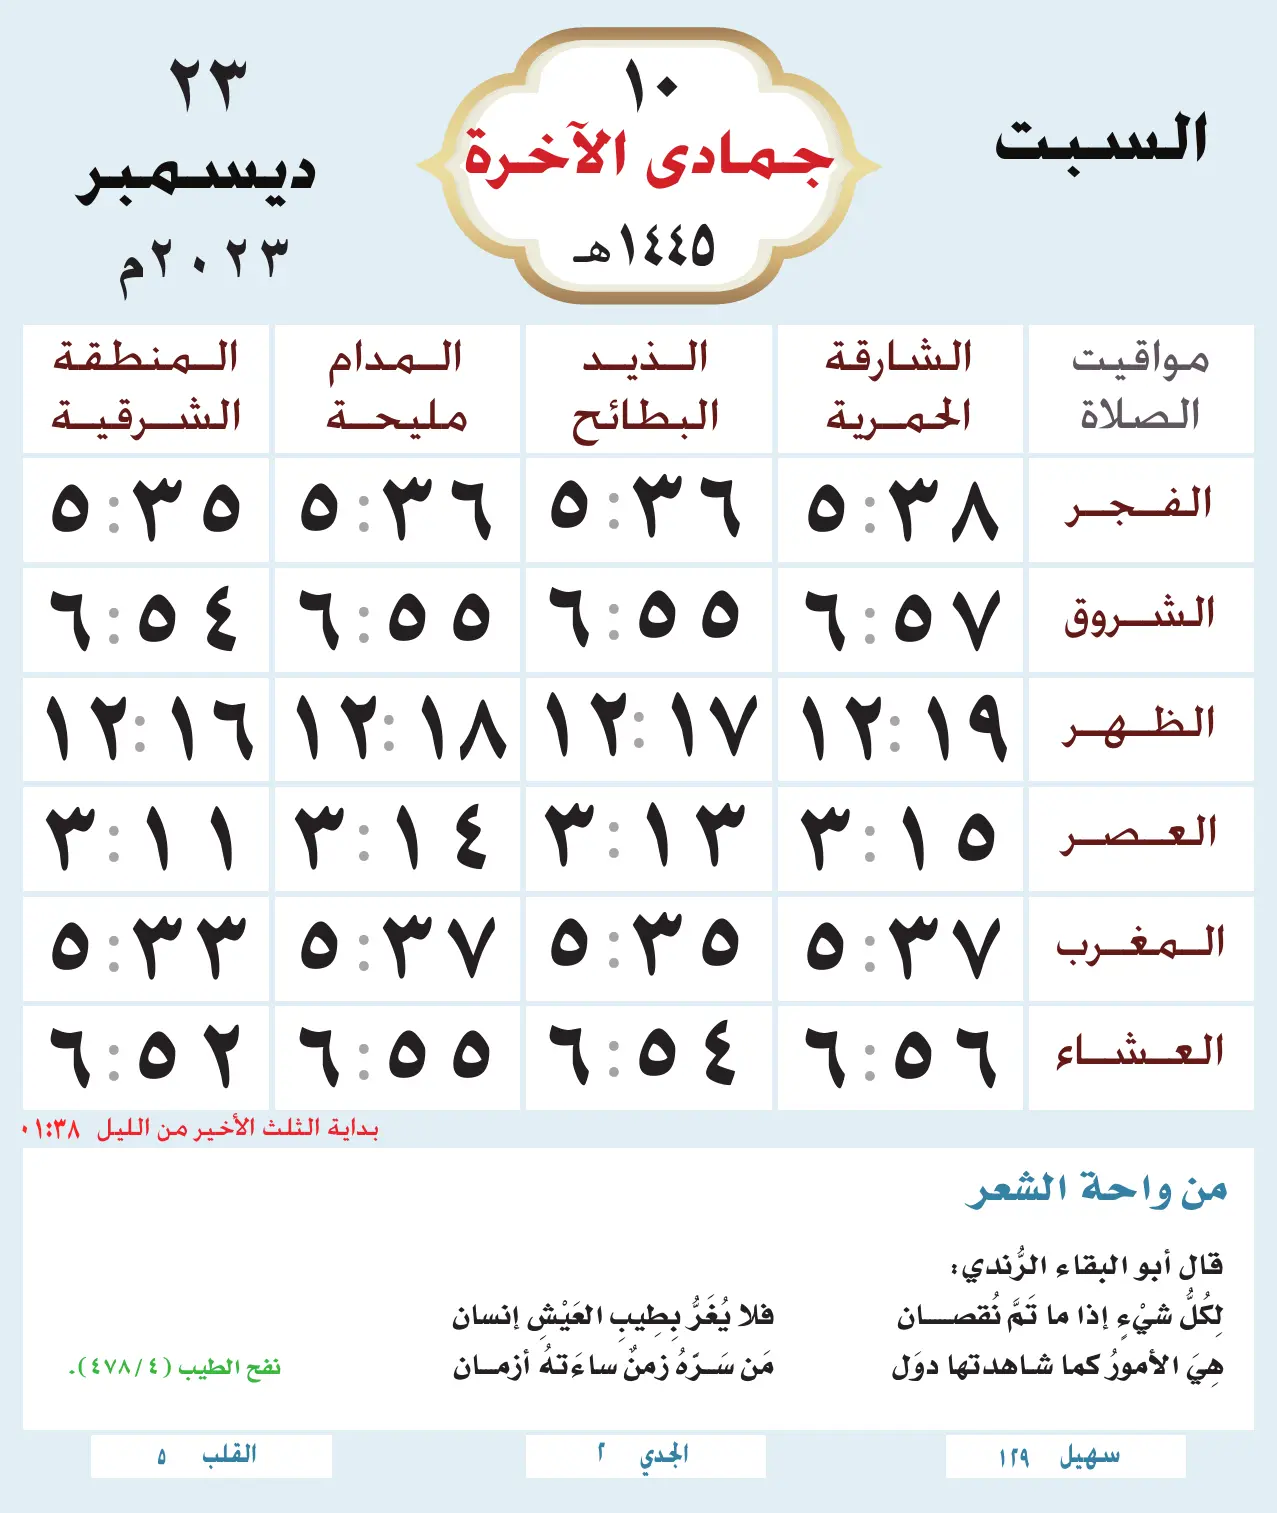 السبت
١٠
جمادى الآخرة
١٤٤٥هـ
٢٣
ديسمبر
٢٠٢٣م
مواقيت الصلاة | الشارقة الحمرية | الذيد البطائح | المدام مليحة | المنطقة الشرقية
الفجر ٥:٣٨ ٥:٣٦ ٥:٣٦ ٥:٣٥
الشروق ٦:٥٧ ٦:٥٥ ٦:٥٥ ٦:٥٤
الظهر ١٢:١٩ ١٢:١٧ ١٢:١٨ ١٢:١٦
العصر ٣:١٥ ٣:١٣ ٣:١٤ ٣:١١
المغرب ٥:٣٧ ٥:٣٥ ٥:٣٧ ٥:٣٣
العشاء ٦:٥٦ ٦:٥٤ ٦:٥٥ ٦:٥٢
بداية الثلث الأخير من الليل ٠١:٣٨
من واحة الشعر
قال أبو البقاء الرُّندي:
لِكُلُّ شيْءٍ إذا ما تَمَّ نُقصان فلا يُغَرُّ بِطِيبِ العَيْشِ إنسان
هِيَ الأمورُ كما شاهدتها دوَل مَن سَرّهُ زمنٌ ساءَتهُ أزمان نفح الطيب (٤/ ٤٧٨).
سهيل ١٢٩ الجدي ٢ القلب ٥